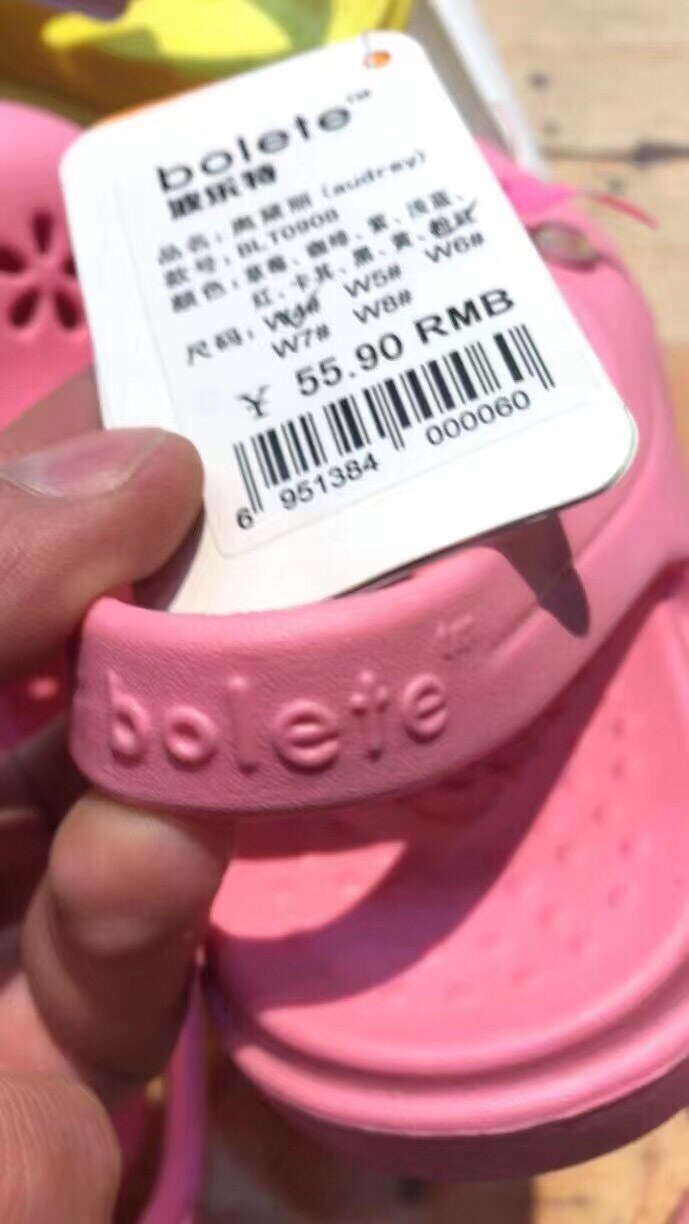 bolete™
波乐特
品名：奥黛丽 (audrey)
款号：BLT0908
颜色：草莓、咖啡、紫、浅蓝、
红、卡其、黑、黄、粉红
尺码：W4# W5# W6#
W7# W8#
¥ 55.90 RMB
6 951384 000060
bolete